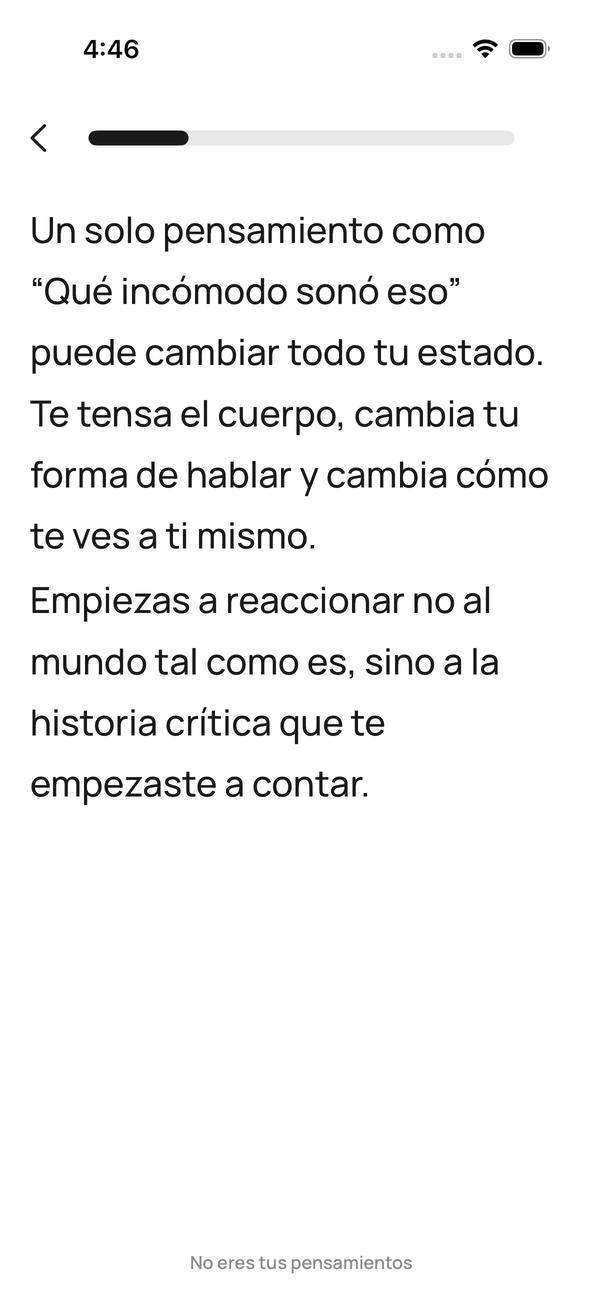 4:46
Un solo pensamiento como
“Qué incómodo sonó eso”
puede cambiar todo tu estado.
Te tensa el cuerpo, cambia tu
forma de hablar y cambia cómo
te ves a ti mismo.
Empiezas a reaccionar no al
mundo tal como es, sino a la
historia crítica que te
empezaste a contar.
No eres tus pensamientos